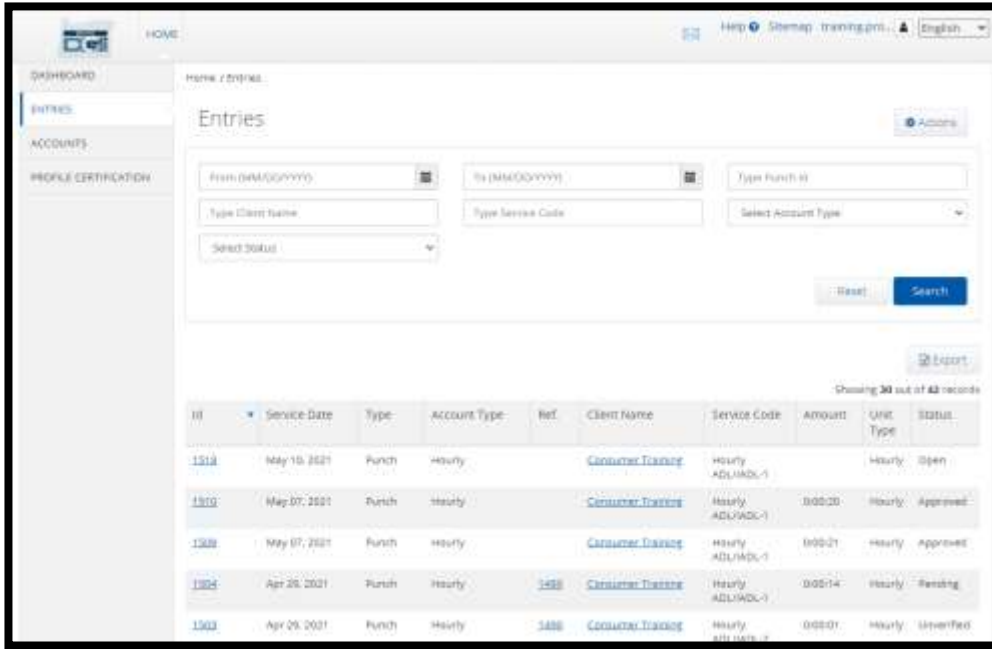 HOME
Help Sitemap training.pro... English
DASHBOARD
ENTRIES
ACCOUNTS
PROFILE CERTIFICATION
Home / Entries
Entries
Actions
From (MM/DD/YYYY) To (MM/DD/YYYY) Type Punch Id
Type Client Name Type Service Code Select Account Type
Select Status
Reset Search
Export
Showing 30 out of 42 records
Id Service Date Type Account Type Ref. Client Name Service Code Amount Unit Type Status
May 10, 2021 Punch Hourly Consumer Training Hourly ADL/IADL-1 Hourly Open
1510 May 07, 2021 Punch Hourly Consumer Training Hourly ADL/IADL-1 0:00:20 Hourly Approved
1509 May 07, 2021 Punch Hourly Consumer Training Hourly ADL/IADL-1 0:00:21 Hourly Approved
1504 Apr 29, 2021 Punch Hourly Consumer Training Hourly ADL/IADL-1 0:00:14 Hourly Pending
1503 Apr 29, 2021 Punch Hourly Consumer Training Hourly 0:00:01 Hourly Unverified